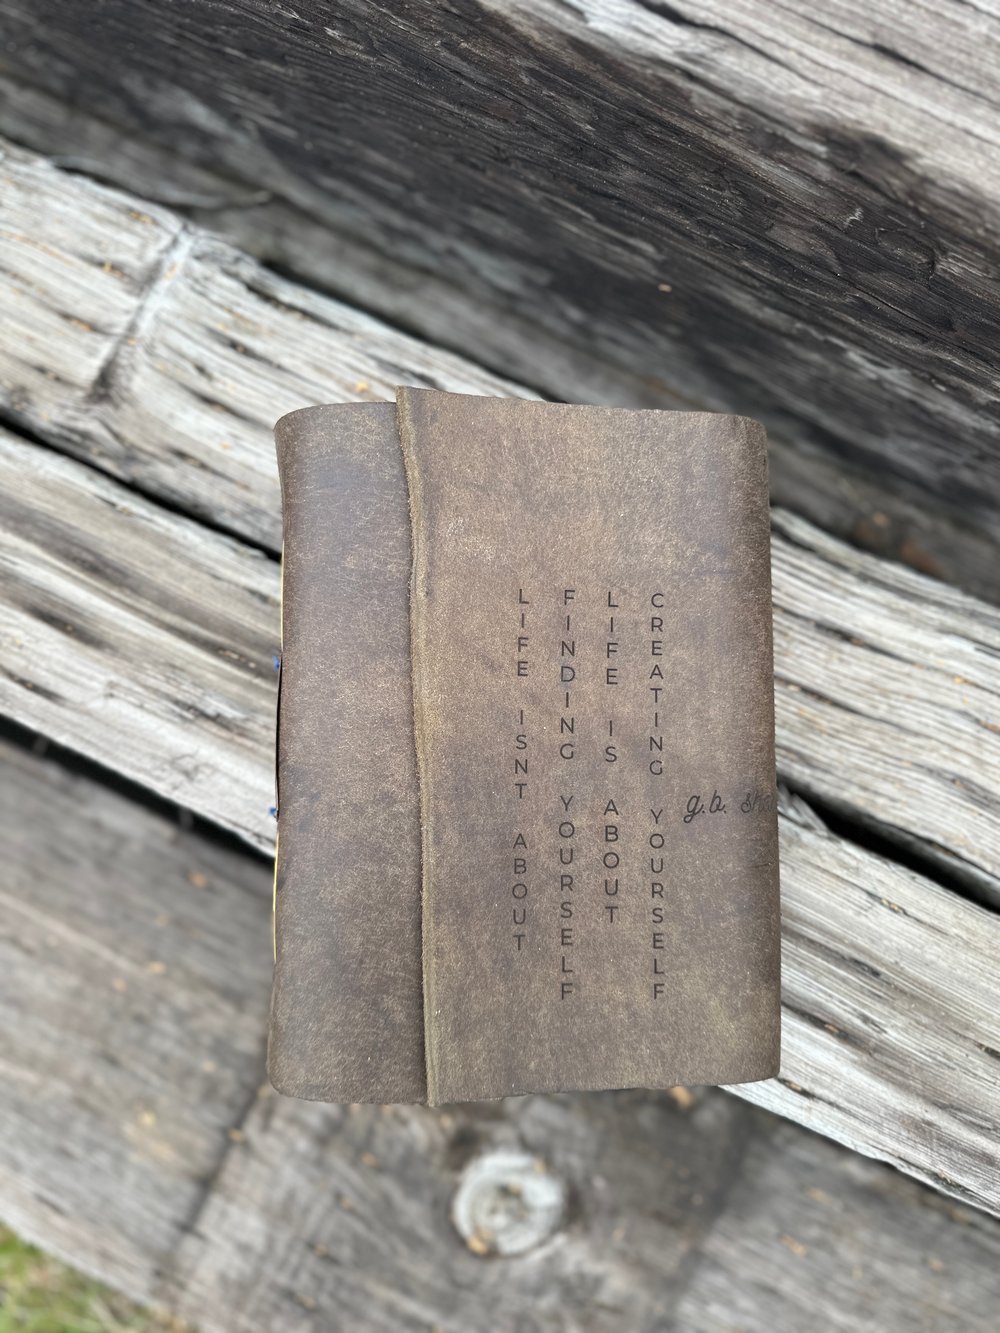 LIFE ISNT ABOUT
FINDING YOURSELF
LIFE IS ABOUT
CREATING YOURSELF
g.b.